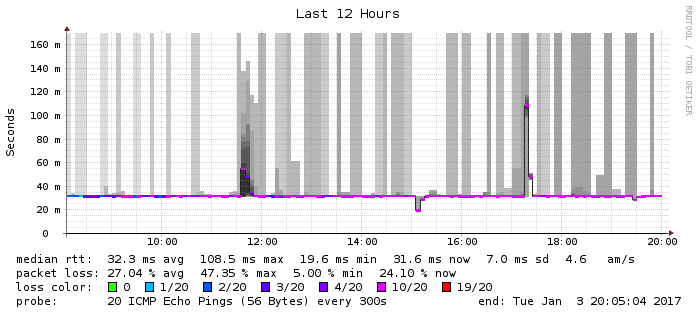 Last 12 Hours
RRDTOOL / TOBI OETIKER
Seconds
160 m
140 m
120 m
100 m
80 m
60 m
40 m
20 m
0
10:00 12:00 14:00 16:00 18:00 20:00
median rtt: 32.3 ms avg 108.5 ms max 19.6 ms min 31.6 ms now 7.0 ms sd 4.6 am/s
packet loss: 27.04 % avg 47.35 % max 5.00 % min 24.10 % now
loss color: 0 1/20 2/20 3/20 4/20 10/20 19/20
probe: 20 ICMP Echo Pings (56 Bytes) every 300s end: Tue Jan 3 20:05:04 2017